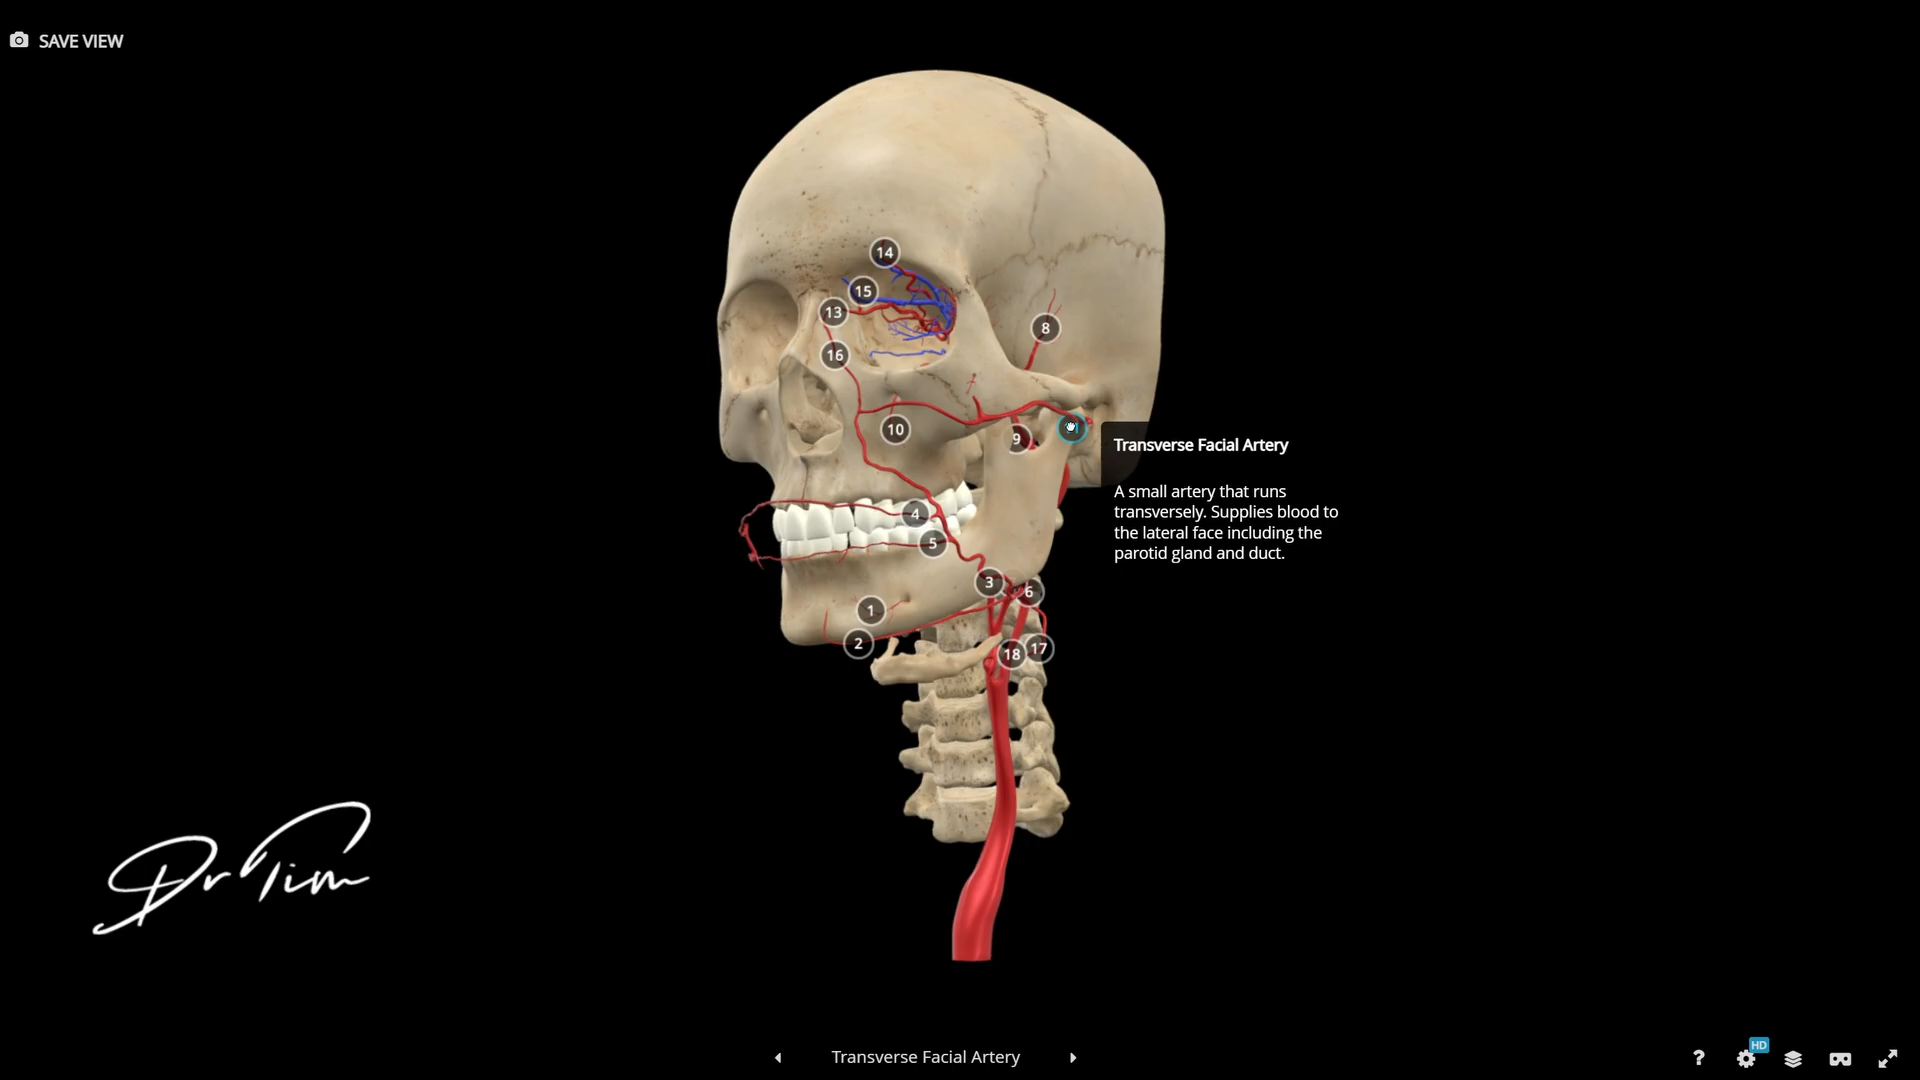 SAVE VIEW
14
15
13
8
16
10
9
Transverse Facial Artery
A small artery that runs
transversely. Supplies blood to
the lateral face including the
parotid gland and duct.
4
5
3
6
1
2
18
17
Dr Tim
Transverse Facial Artery
?
HD